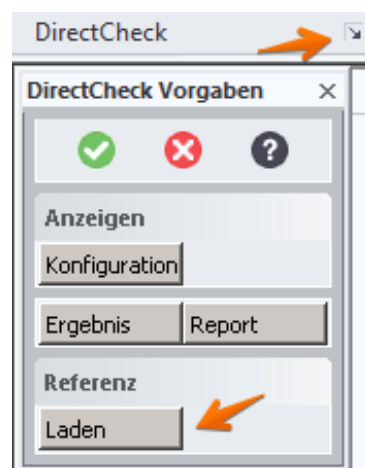 DirectCheck
DirectCheck Vorgaben
Anzeigen
Konfiguration
Ergebnis Report
Referenz
Laden